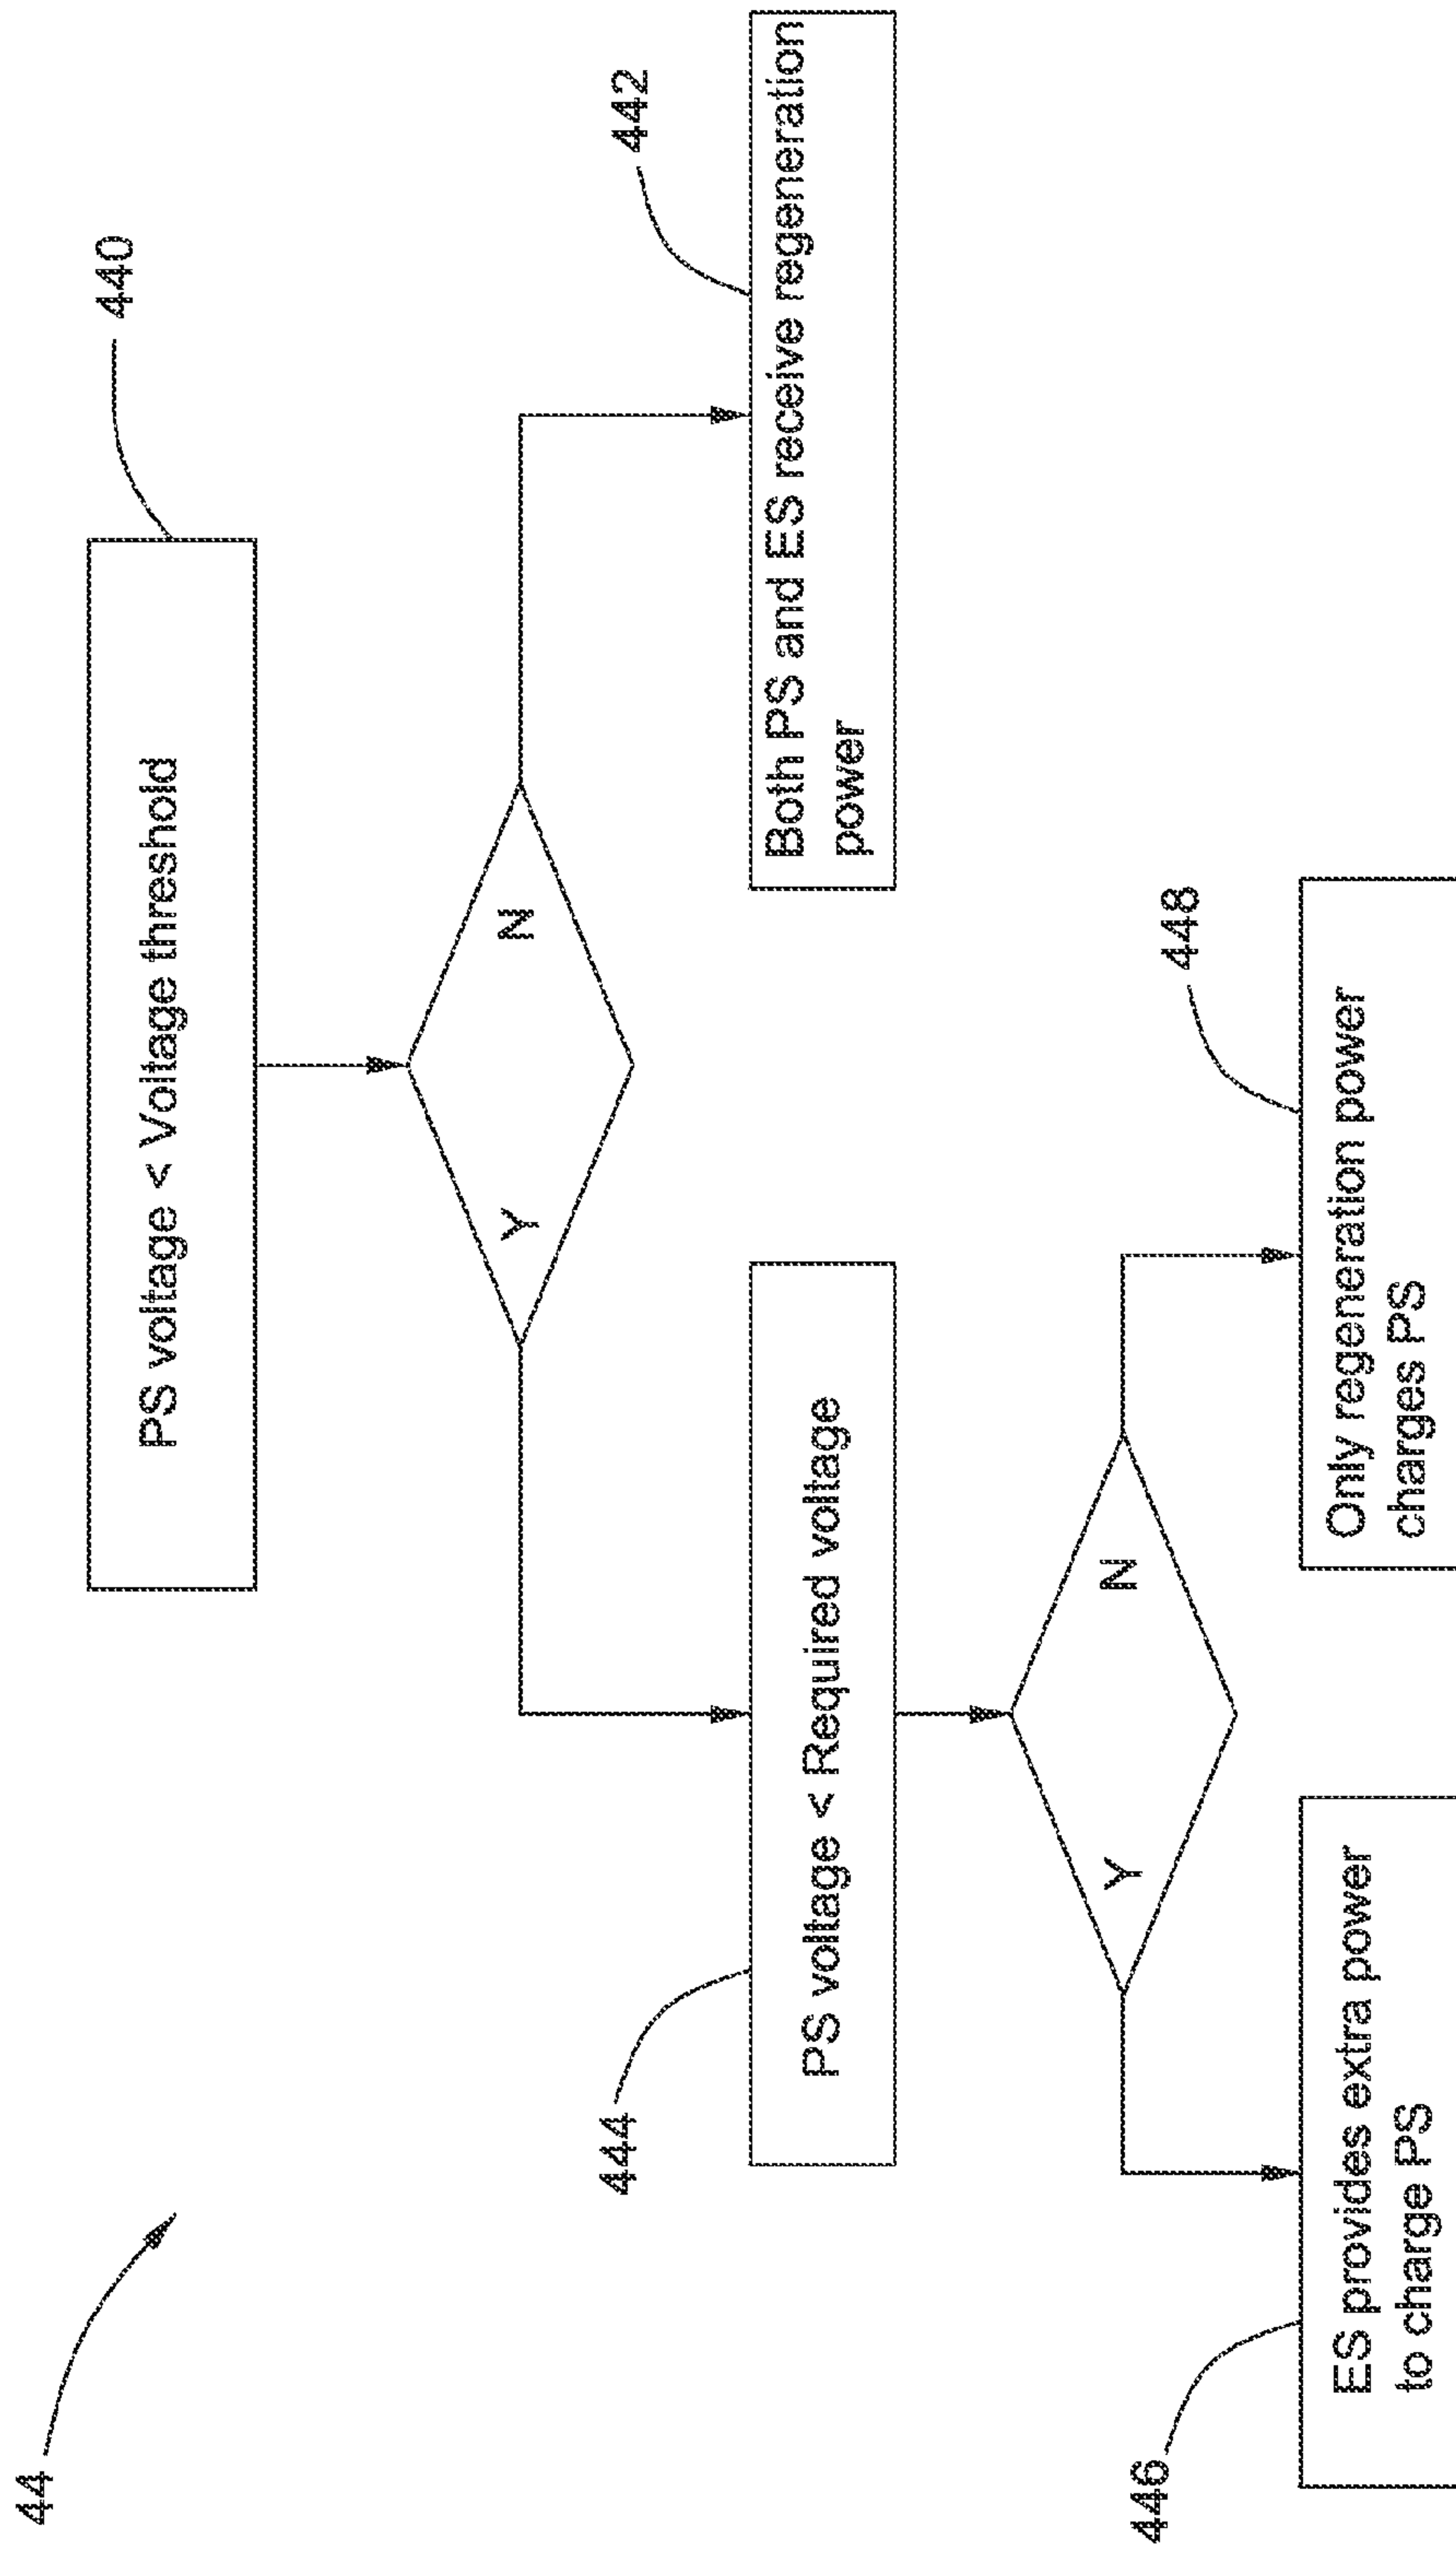 44
440
PS voltage < Voltage threshold
Y
N
442
Both PS and ES receive regeneration
power
444
PS voltage < Required voltage
Y
N
446
ES provides extra power
to charge PS
448
Only regeneration power
charges PS